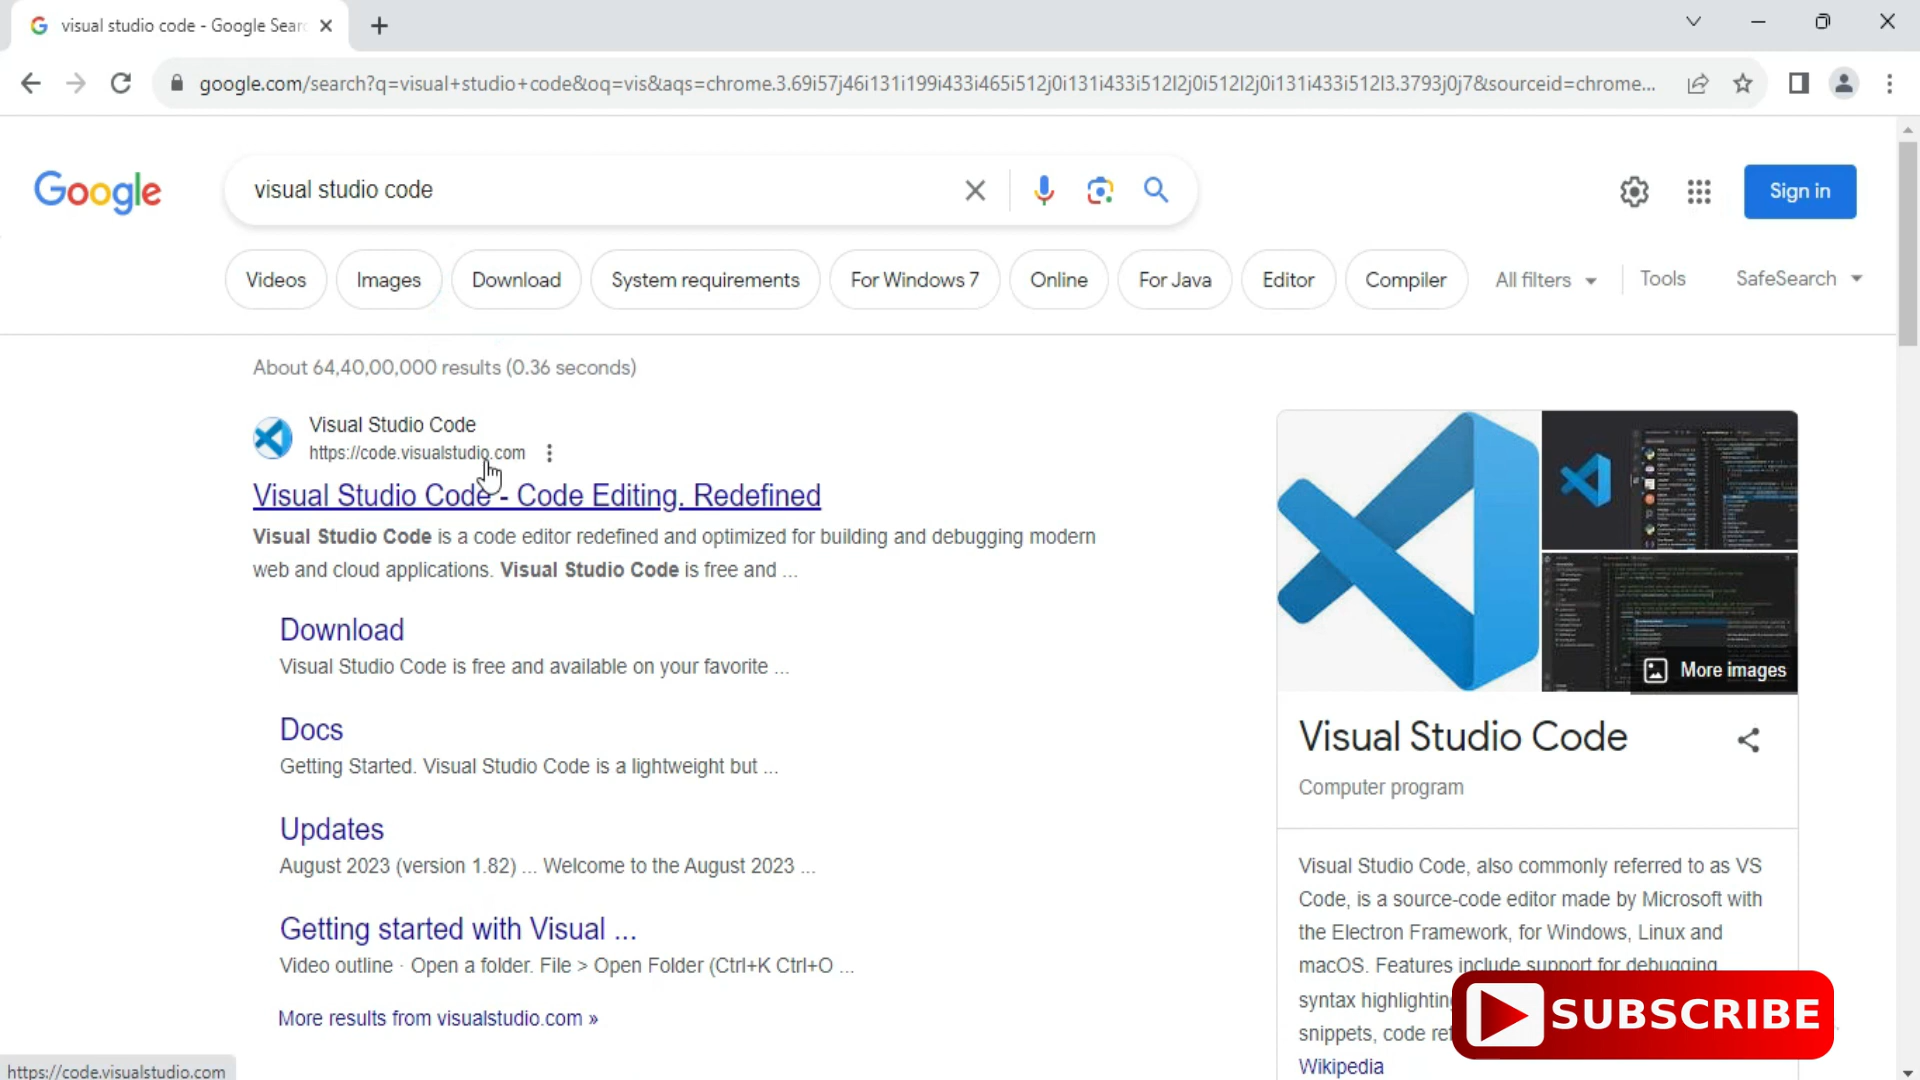 visual studio code - Google Sear
google.com/search?q=visual+studio+code&oq=vis&aqs=chrome.3.69i57j46i131i199i433i465i512j0i131i433i512l2j0i512l2j0i131i433i512l3.3793j0j7&sourceid=chrome...
Google
visual studio code
Sign in
Videos
Images
Download
System requirements
For Windows 7
Online
For Java
Editor
Compiler
All filters
Tools
SafeSearch
About 64,40,00,000 results (0.36 seconds)
Visual Studio Code
https://code.visualstudio.com
Visual Studio Code - Code Editing. Redefined
Visual Studio Code is a code editor redefined and optimized for building and debugging modern
web and cloud applications. Visual Studio Code is free and ...
Download
Visual Studio Code is free and available on your favorite ...
Docs
Getting Started. Visual Studio Code is a lightweight but ...
Updates
August 2023 (version 1.82) ... Welcome to the August 2023 ...
Getting started with Visual ...
Video outline · Open a folder. File > Open Folder (Ctrl+K Ctrl+O ...
More results from visualstudio.com »
More images
Visual Studio Code
Computer program
Visual Studio Code, also commonly referred to as VS
Code, is a source-code editor made by Microsoft with
the Electron Framework, for Windows, Linux and
macOS. Features include support for debugging
syntax highlighting
snippets, code ref
Wikipedia
SUBSCRIBE
https://code.visualstudio.com